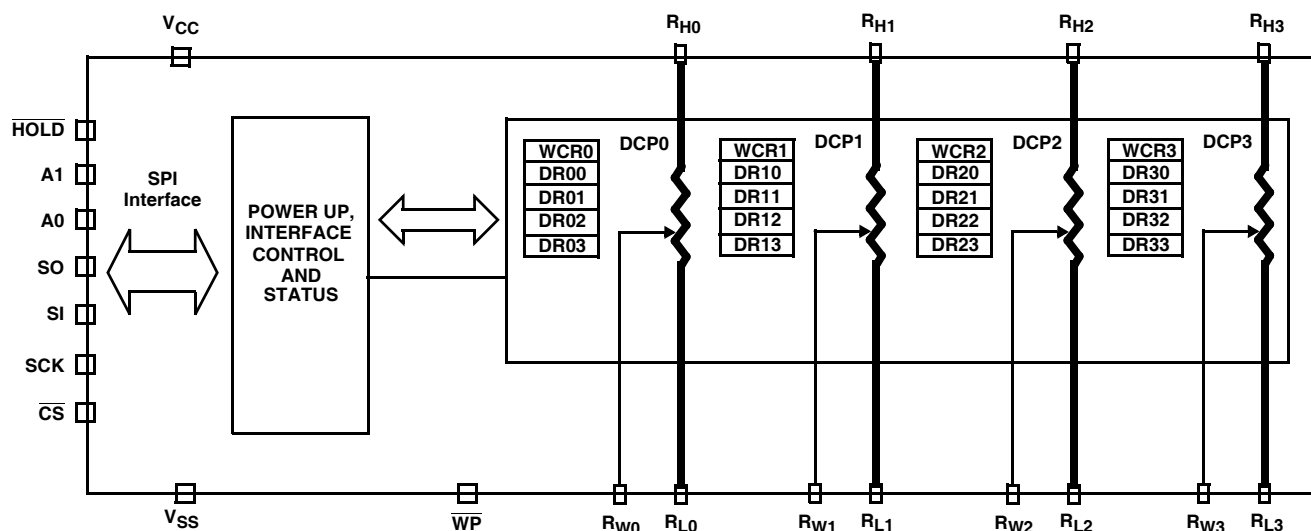 VCC
RH0
RH1
RH2
RH3
HOLD
A1
A0
SO
SI
SCK
CS
SPI
Interface
POWER UP,
INTERFACE
CONTROL
AND
STATUS
WCR0
DR00
DR01
DR02
DR03
DCP0
WCR1
DR10
DR11
DR12
DR13
DCP1
WCR2
DR20
DR21
DR22
DR23
DCP2
WCR3
DR30
DR31
DR32
DR33
DCP3
VSS
WP
RW0
RL0
RW1
RL1
RW2
RL2
RW3
RL3